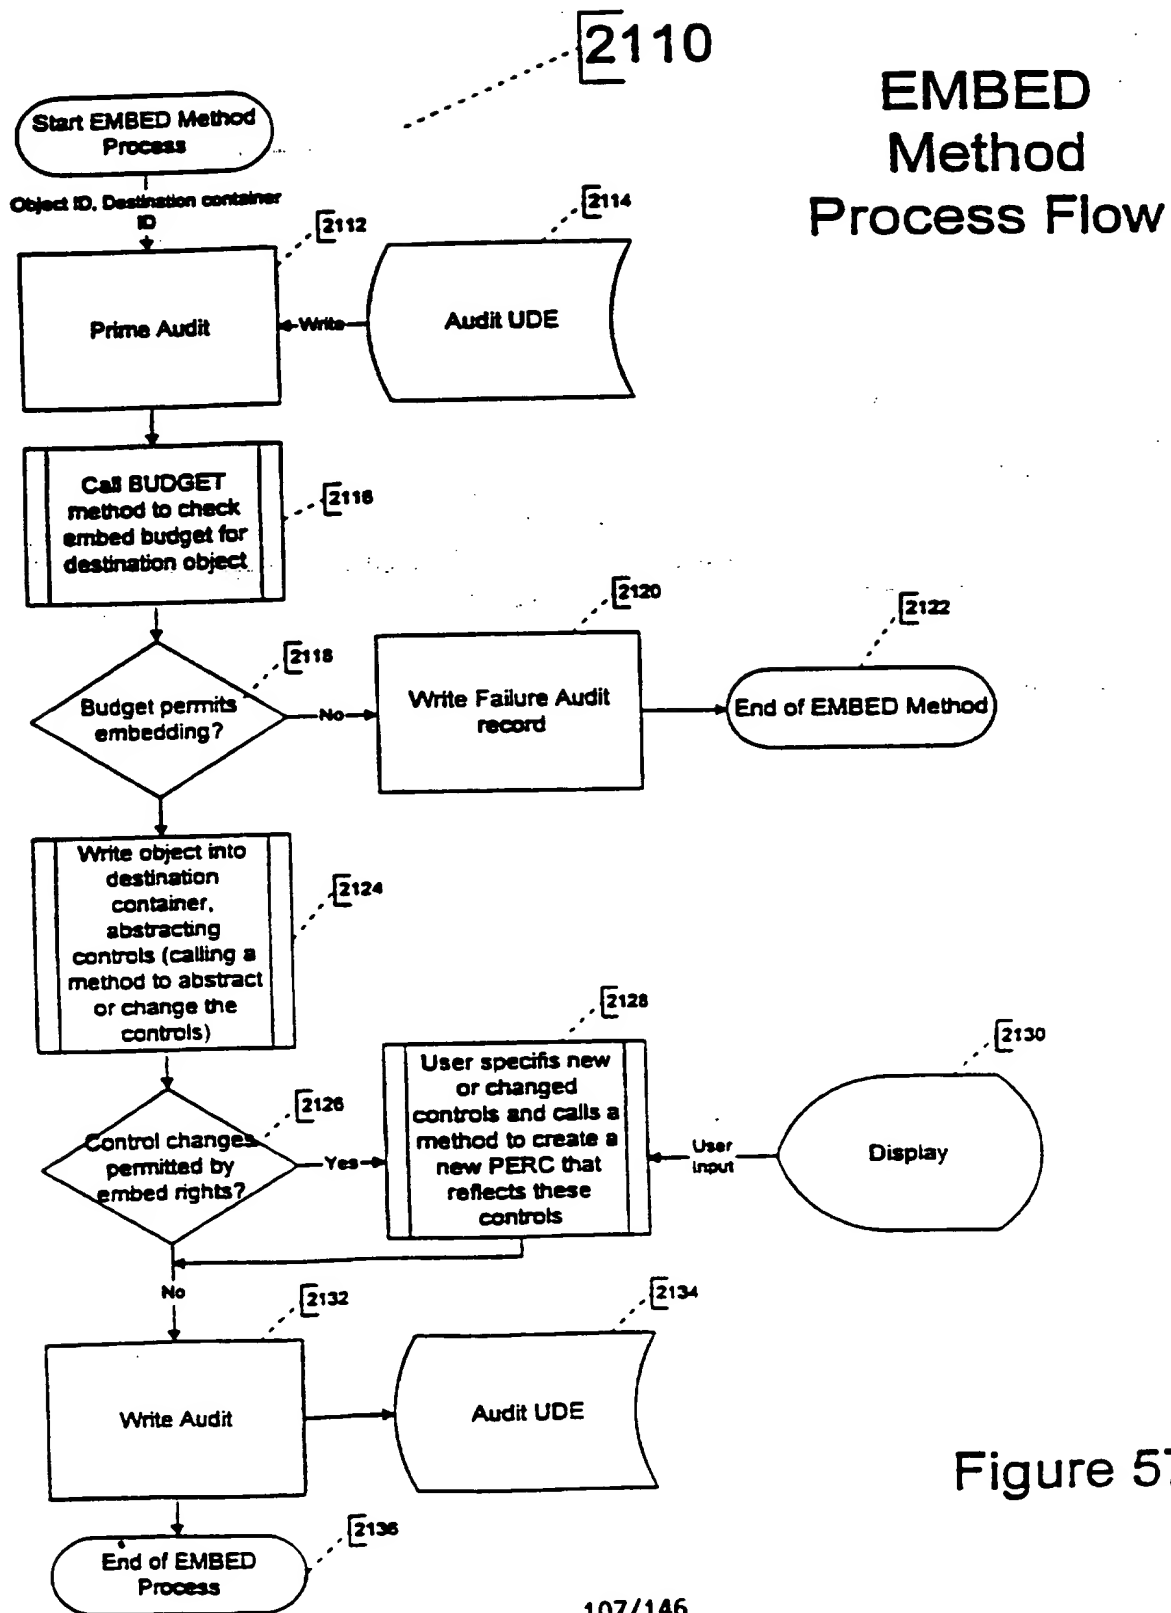 2110
EMBED
Method
Process Flow
Start EMBED Method
Process
Object ID, Destination container
ID
2112
2114
Prime Audit
Write
Audit UDE
Call BUDGET
method to check
embed budget for
destination object
2116
2118
2120
2122
Budget permits
embedding?
No
Write Failure Audit
record
End of EMBED Method
Write object into
destination
container,
abstracting
controls (calling a
method to abstract
or change the
controls)
2124
2126
2128
2130
Control changes
permitted by
embed rights?
Yes
User specifis new
or changed
controls and calls a
method to create a
new PERC that
reflects these
controls
User
Input
Display
No
2132
2134
Write Audit
Audit UDE
Figure 57
End of EMBED
Process
2136
107/146